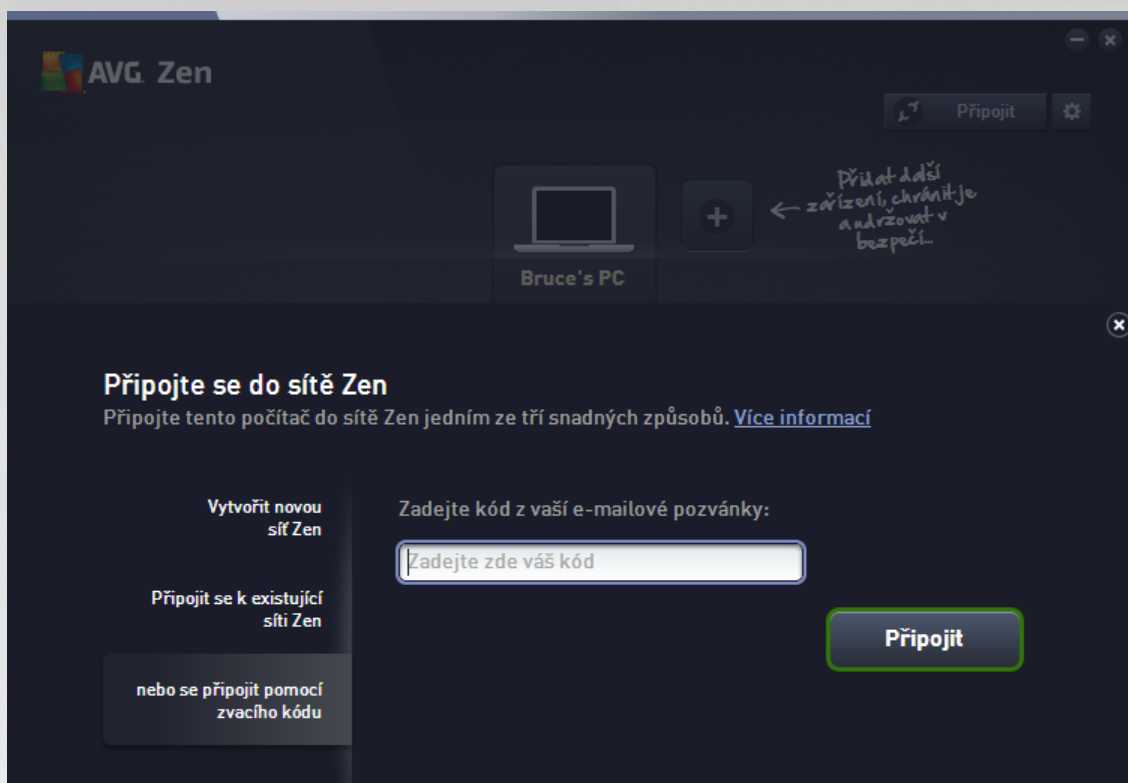 AVG. Zen
Připojit
Přidat další
zařízení, chránit je
a udržovat v
bezpečí...
Bruce's PC
Připojte se do sítě Zen
Připojte tento počítač do sítě Zen jedním ze tří snadných způsobů. Více informací
Vytvořit novou
síť Zen
Připojit se k existující
síti Zen
nebo se připojit pomocí
zvacího kódu
Zadejte kód z vaší e-mailové pozvánky:
Zadejte zde váš kód
Připojit